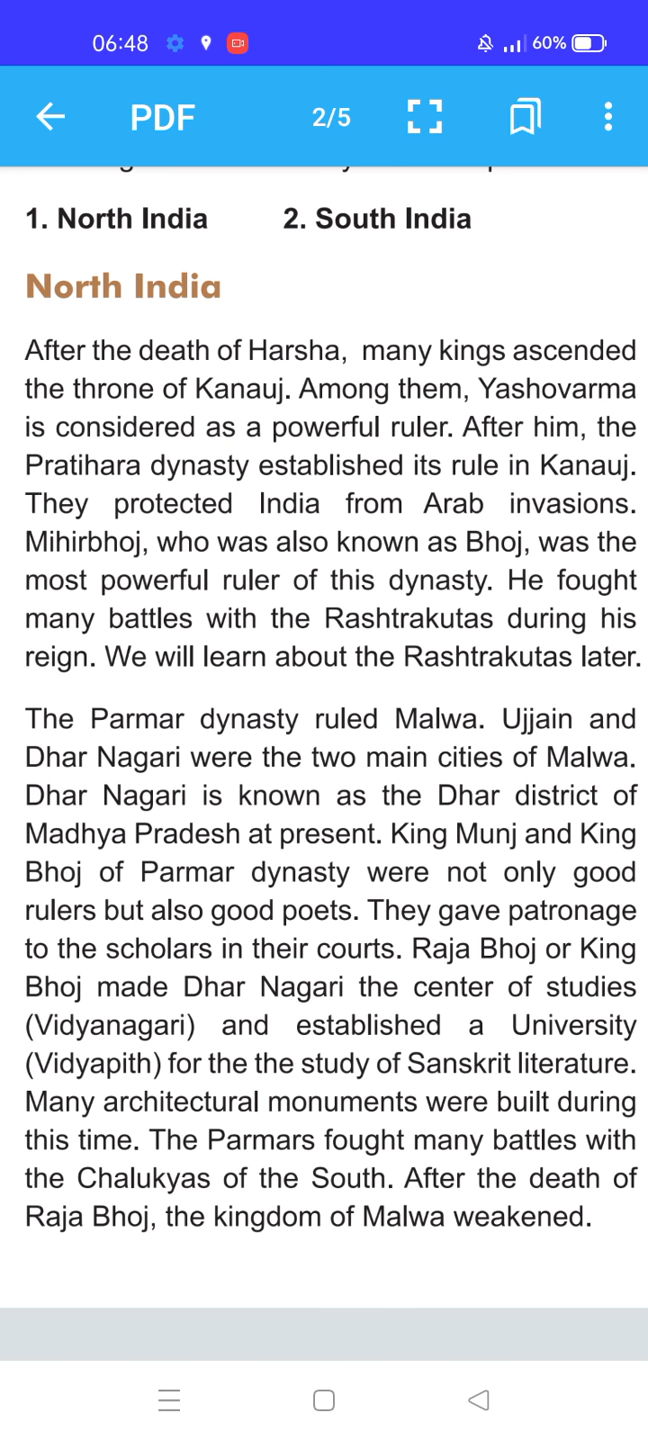 06:48
60%
PDF
2/5
1. North India 2. South India
North India
After the death of Harsha, many kings ascended
the throne of Kanauj. Among them, Yashovarma
is considered as a powerful ruler. After him, the
Pratihara dynasty established its rule in Kanauj.
They protected India from Arab invasions.
Mihirbhoj, who was also known as Bhoj, was the
most powerful ruler of this dynasty. He fought
many battles with the Rashtrakutas during his
reign. We will learn about the Rashtrakutas later.
The Parmar dynasty ruled Malwa. Ujjain and
Dhar Nagari were the two main cities of Malwa.
Dhar Nagari is known as the Dhar district of
Madhya Pradesh at present. King Munj and King
Bhoj of Parmar dynasty were not only good
rulers but also good poets. They gave patronage
to the scholars in their courts. Raja Bhoj or King
Bhoj made Dhar Nagari the center of studies
(Vidyanagari) and established a University
(Vidyapith) for the the study of Sanskrit literature.
Many architectural monuments were built during
this time. The Parmars fought many battles with
the Chalukyas of the South. After the death of
Raja Bhoj, the kingdom of Malwa weakened.